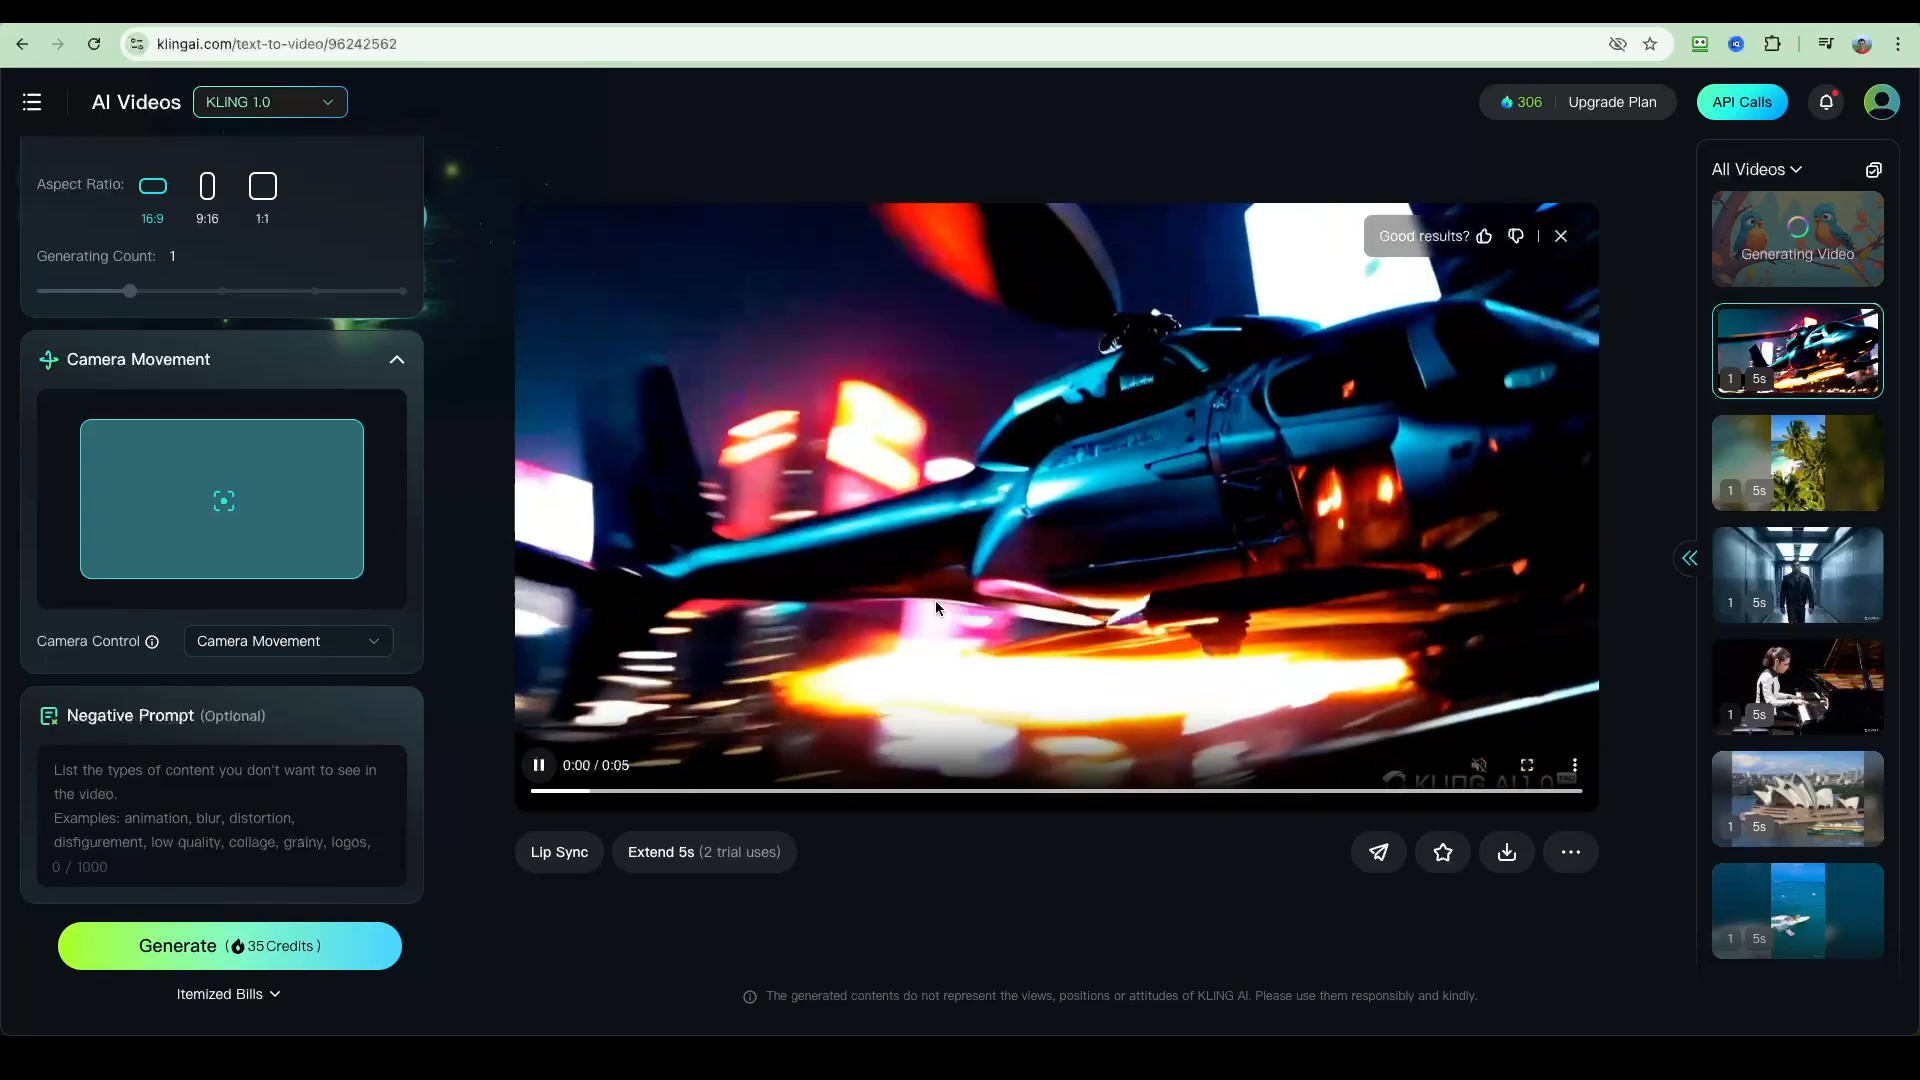 klingai.com/text-to-video/96242562
AI Videos
KLING 1.0
306
Upgrade Plan
API Calls
Aspect Ratio:
16:9
9:16
1:1
Generating Count: 1
Camera Movement
Camera Control
Camera Movement
Negative Prompt (Optional)
List the types of content you don't want to see in
the video.
Examples: animation, blur, distortion,
disfigurement, low quality, collage, grainy, logos,
0 / 1000
Generate ( 35 Credits )
Itemized Bills
Good results?
0:00 / 0:05
KLING AI 1.0 PRO
Lip Sync
Extend 5s (2 trial uses)
The generated contents do not represent the views, positions or attitudes of KLING AI. Please use them responsibly and kindly.
All Videos
Generating Video
1 5s
1 5s
1 5s
1 5s
1 5s
1 5s